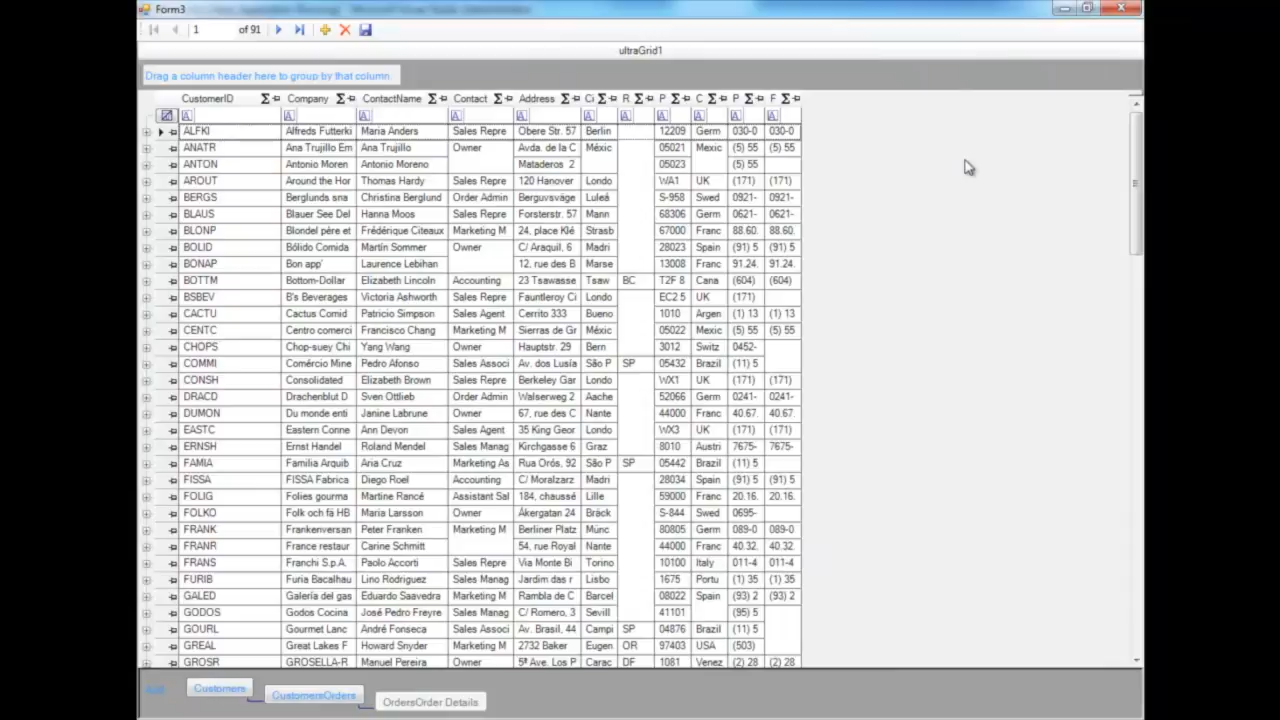 Form3
1 of 91
ultraGrid1
Drag a column header here to group by that column.
CustomerID Company ContactName Contact Address Ci R P C P F
ALFKI Alfreds Futterki Maria Anders Sales Repre Obere Str. 57 Berlin 12209 Germ 030-0 030-0
ANATR Ana Trujillo Em Ana Trujillo Owner Avda. de la C Méxic 05021 Mexic (5) 55 (5) 55
ANTON Antonio Moren Antonio Moreno Mataderos 2 05023 (5) 55
AROUT Around the Hor Thomas Hardy Sales Repre 120 Hanover Londo WA1 UK (171) (171)
BERGS Berglunds sna Christina Berglund Order Admin Berguvsväge Luleå S-958 Swed 0921- 0921-
BLAUS Blauer See Del Hanna Moos Sales Repre Forsterstr. 57 Mann 68306 Germ 0621- 0621-
BLONP Blondel père et Frédérique Citeaux Marketing M 24, place Klé Strasb 67000 Franc 88.60. 88.60.
BOLID Bólido Comida Martín Sommer Owner C/ Araquil, 6 Madri 28023 Spain (91) 5 (91) 5
BONAP Bon app' Laurence Lebihan 12, rue des B Marse 13008 Franc 91.24. 91.24.
BOTTM Bottom-Dollar Elizabeth Lincoln Accounting 23 Tsawasse Tsaw BC T2F 8 Cana (604) (604)
BSBEV B's Beverages Victoria Ashworth Sales Repre Fauntleroy Ci Londo EC2 5 UK (171)
CACTU Cactus Comid Patricio Simpson Sales Agent Cerrito 333 Bueno 1010 Argen (1) 13 (1) 13
CENTC Centro comerci Francisco Chang Marketing M Sierras de Gr Méxic 05022 Mexic (5) 55 (5) 55
CHOPS Chop-suey Chi Yang Wang Owner Hauptstr. 29 Bern 3012 Switz 0452-
COMMI Comércio Mine Pedro Afonso Sales Associ Av. dos Lusía São P SP 05432 Brazil (11) 5
CONSH Consolidated Elizabeth Brown Sales Repre Berkeley Gar Londo WX1 UK (171) (171)
DRACD Drachenblut D Sven Ottlieb Order Admin Walserweg 2 Aache 52066 Germ 0241- 0241-
DUMON Du monde enti Janine Labrune Owner 67, rue des C Nante 44000 Franc 40.67. 40.67.
EASTC Eastern Conne Ann Devon Sales Agent 35 King Geor Londo WX3 UK (171) (171)
ERNSH Ernst Handel Roland Mendel Sales Manag Kirchgasse 6 Graz 8010 Austri 7675- 7675-
FAMIA Familia Arquib Aria Cruz Marketing As Rua Orós, 92 São P SP 05442 Brazil (11) 5
FISSA FISSA Fabrica Diego Roel Accounting C/ Moralzarz Madri 28034 Spain (91) 5 (91) 5
FOLIG Folies gourma Martine Rancé Assistant Sal 184, chaussé Lille 59000 Franc 20.16. 20.16.
FOLKO Folk och fä HB Maria Larsson Owner Åkergatan 24 Bräck S-844 Swed 0695-
FRANK Frankenversan Peter Franken Marketing M Berliner Platz Münc 80805 Germ 089-0 089-0
FRANR France restaur Carine Schmitt 54, rue Royal Nante 44000 Franc 40.32. 40.32.
FRANS Franchi S.p.A. Paolo Accorti Sales Repre Via Monte Bi Torino 10100 Italy 011-4 011-4
FURIB Furia Bacalhau Lino Rodriguez Sales Manag Jardim das r Lisbo 1675 Portu (1) 35 (1) 35
GALED Galería del gas Eduardo Saavedra Marketing M Rambla de C Barcel 08022 Spain (93) 2 (93) 2
GODOS Godos Cocina José Pedro Freyre Sales Manag C/ Romero, 3 Sevill 41101 (95) 5
GOURL Gourmet Lanc André Fonseca Sales Associ Av. Brasil, 44 Campi SP 04876 Brazil (11) 5
GREAL Great Lakes F Howard Snyder Marketing M 2732 Baker Eugen OR 97403 USA (503)
GROSR GROSELLA-R Manuel Pereira Owner 5ª Ave. Los P Carac DF 1081 Venez (2) 28 (2) 28
Customers
CustomersOrders
OrdersOrder Details